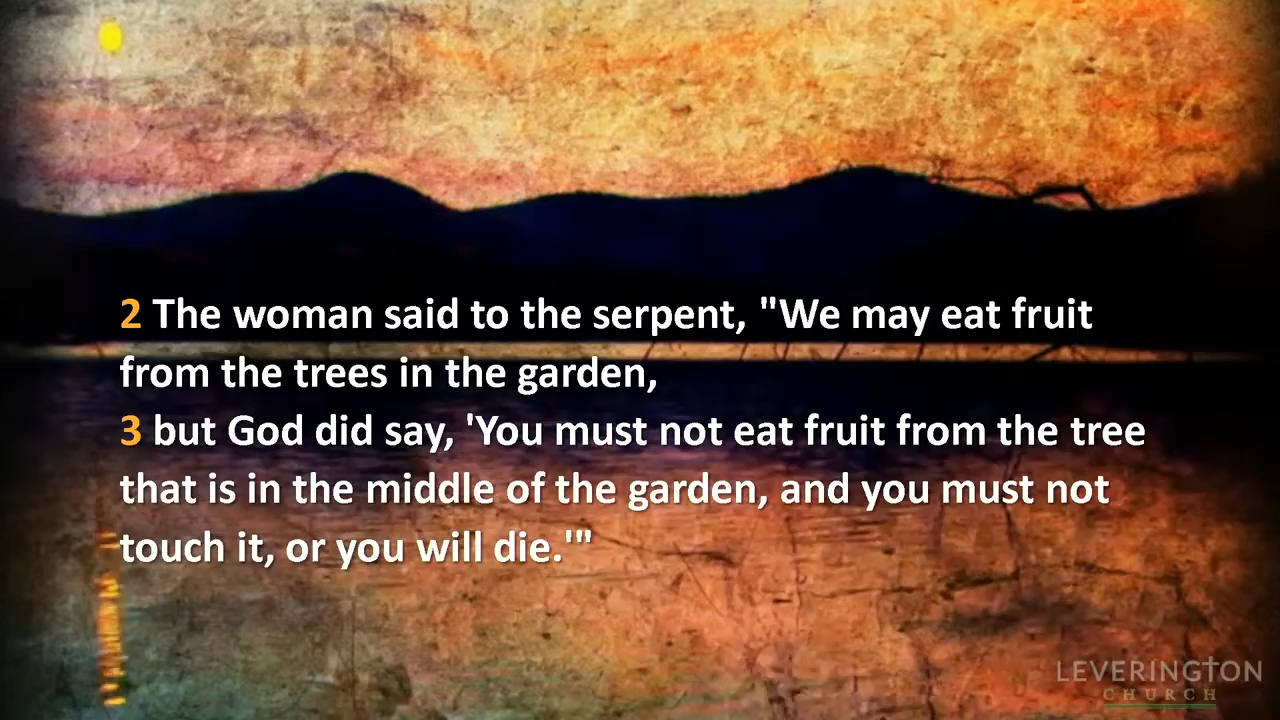 2 The woman said to the serpent, "We may eat fruit
from the trees in the garden,
3 but God did say, 'You must not eat fruit from the tree
that is in the middle of the garden, and you must not
touch it, or you will die.'"
LEVERINGTON
CHURCH